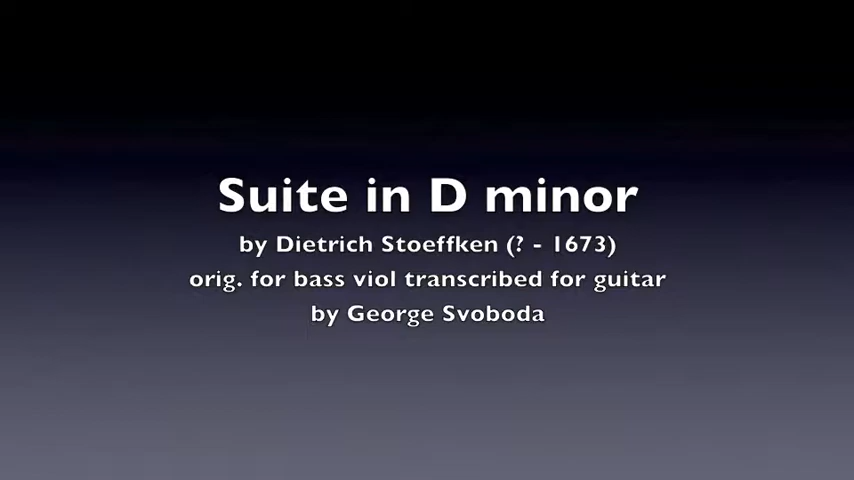 Suite in D minor
by Dietrich Stoeffken (? - 1673)
orig. for bass viol transcribed for guitar
by George Svoboda